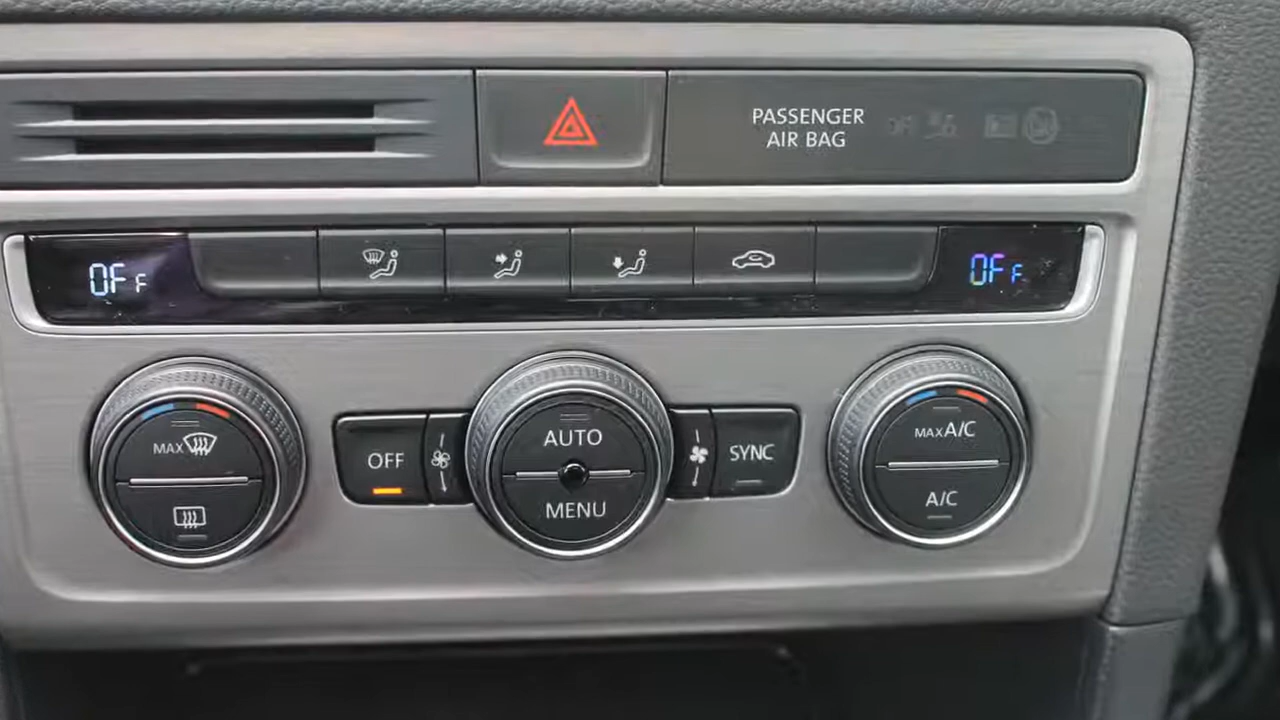 PASSENGER
AIR BAG
OFF
OFF
MAX
OFF
AUTO
MENU
SYNC
MAX A/C
A/C